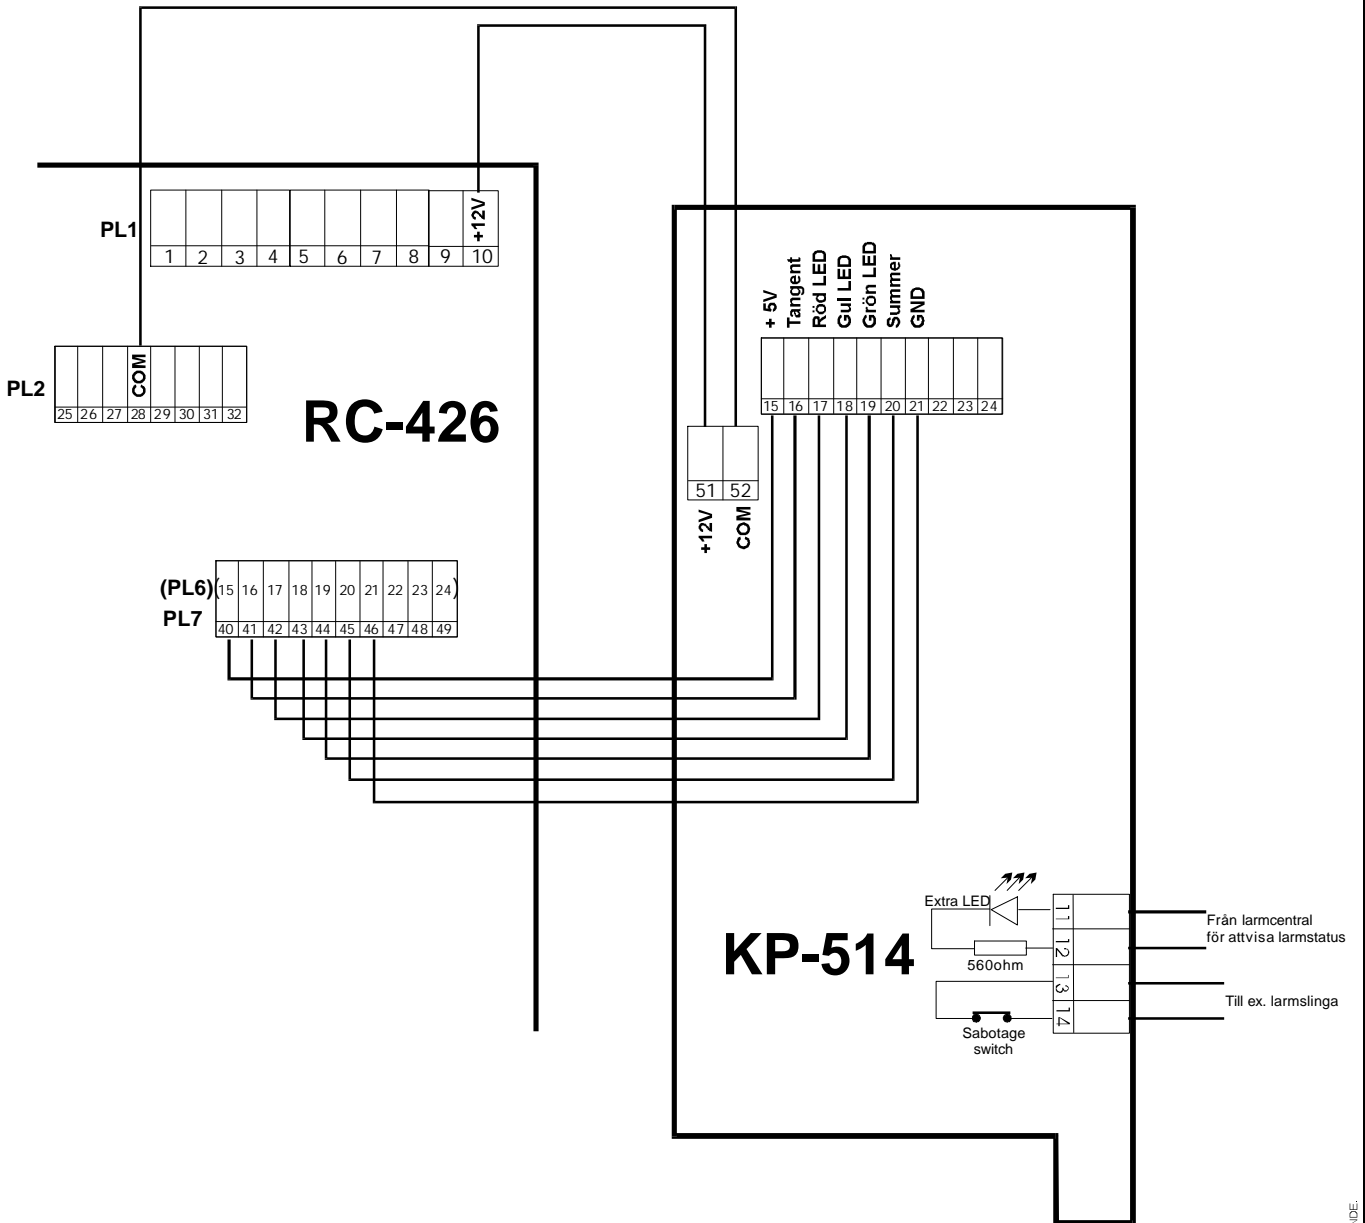 PL1
+12V
1 2 3 4 5 6 7 8 9 10
PL2
COM
25 26 27 28 29 30 31 32
RC-426
+ 5V
Tangent
Röd LED
Gul LED
Grön LED
Summer
GND
15 16 17 18 19 20 21 22 23 24
51 52
+12V
COM
(PL6) (15 16 17 18 19 20 21 22 23 24)
PL7
40 41 42 43 44 45 46 47 48 49
KP-514
Extra LED
560ohm
Sabotage
switch
11
12
13
14
Från larmcentral
för attvisa larmstatus
Till ex. larmslinga